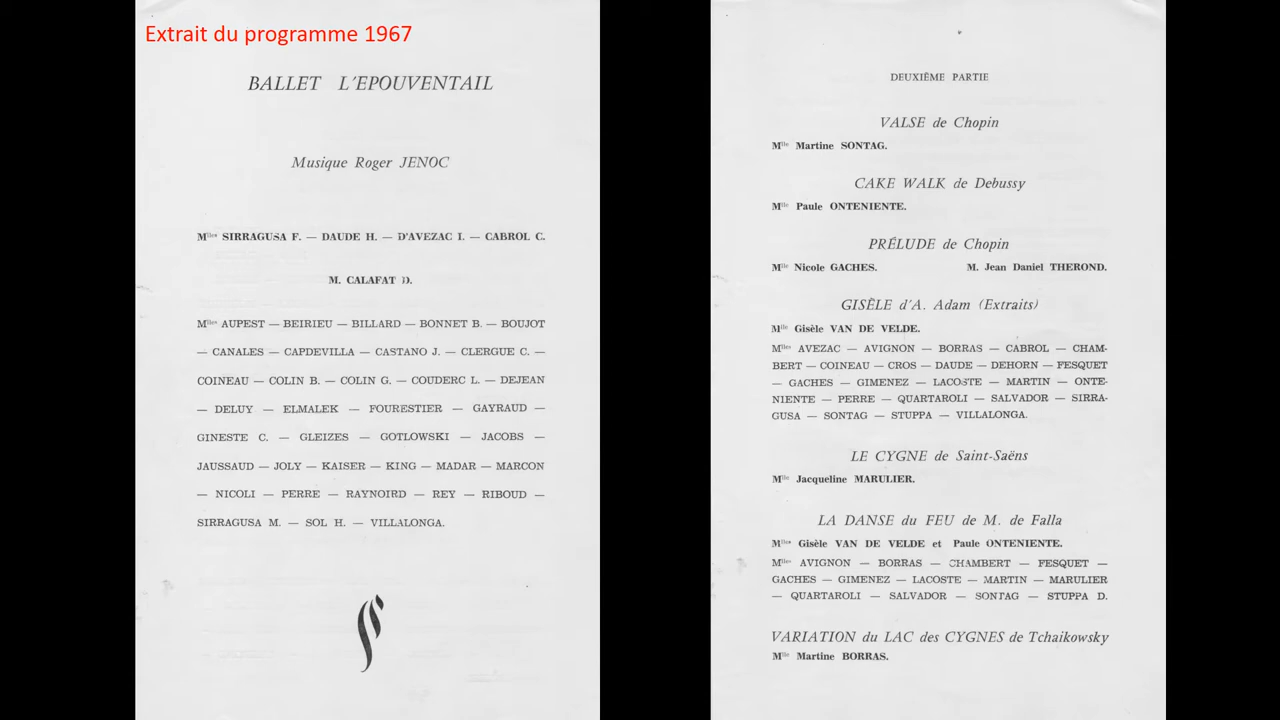 Extrait du programme 1967
BALLET L'EPOUVENTAIL
Musique Roger JENOC
Mlles SIRRAGUSA F. — DAUDE H. — D'AVEZAC I. — CABROL C.
M. CALAFAT D.
Mlles AUPEST — BEIRIEU — BILLARD — BONNET B. — BOUJOT
— CANALES — CAPDEVILLA — CASTANO J. — CLERGUE C. —
COINEAU — COLIN B. — COLIN G. — COUDERC L. — DEJEAN
— DELUY — ELMALEK — FOURESTIER — GAYRAUD —
GINESTE C. — GLEIZES — GOTLOWSKI — JACOBS —
JAUSSAUD — JOLY — KAISER — KING — MADAR — MARCON
— NICOLI — PERRE — RAYNOIRD — REY — RIBOUD —
SIRRAGUSA M. — SOL H. — VILLALONGA.
DEUXIÈME PARTIE
VALSE de Chopin
Mlle Martine SONTAG.
CAKE WALK de Debussy
Mlle Paule ONTENIENTE.
PRÉLUDE de Chopin
Mlle Nicole GACHES. M. Jean Daniel THEROND.
GISÈLE d'A. Adam (Extraits)
Mlle Gisèle VAN DE VELDE.
Mlles AVEZAC — AVIGNON — BORRAS — CABROL — CHAM-
BERT — COINEAU — CROS — DAUDE — DEHORN — FESQUET
— GACHES — GIMENEZ — LACOSTE — MARTIN — ONTE-
NIENTE — PERRE — QUARTAROLI — SALVADOR — SIRRA-
GUSA — SONTAG — STUPPA — VILLALONGA.
LE CYGNE de Saint-Saëns
Mlle Jacqueline MARULIER.
LA DANSE du FEU de M. de Falla
Mlles Gisèle VAN DE VELDE et Paule ONTENIENTE.
Mlles AVIGNON — BORRAS — CHAMBERT — FESQUET —
GACHES — GIMENEZ — LACOSTE — MARTIN — MARULIER
— QUARTAROLI — SALVADOR — SONTAG — STUPPA D.
VARIATION du LAC des CYGNES de Tchaikowsky
Mlle Martine BORRAS.